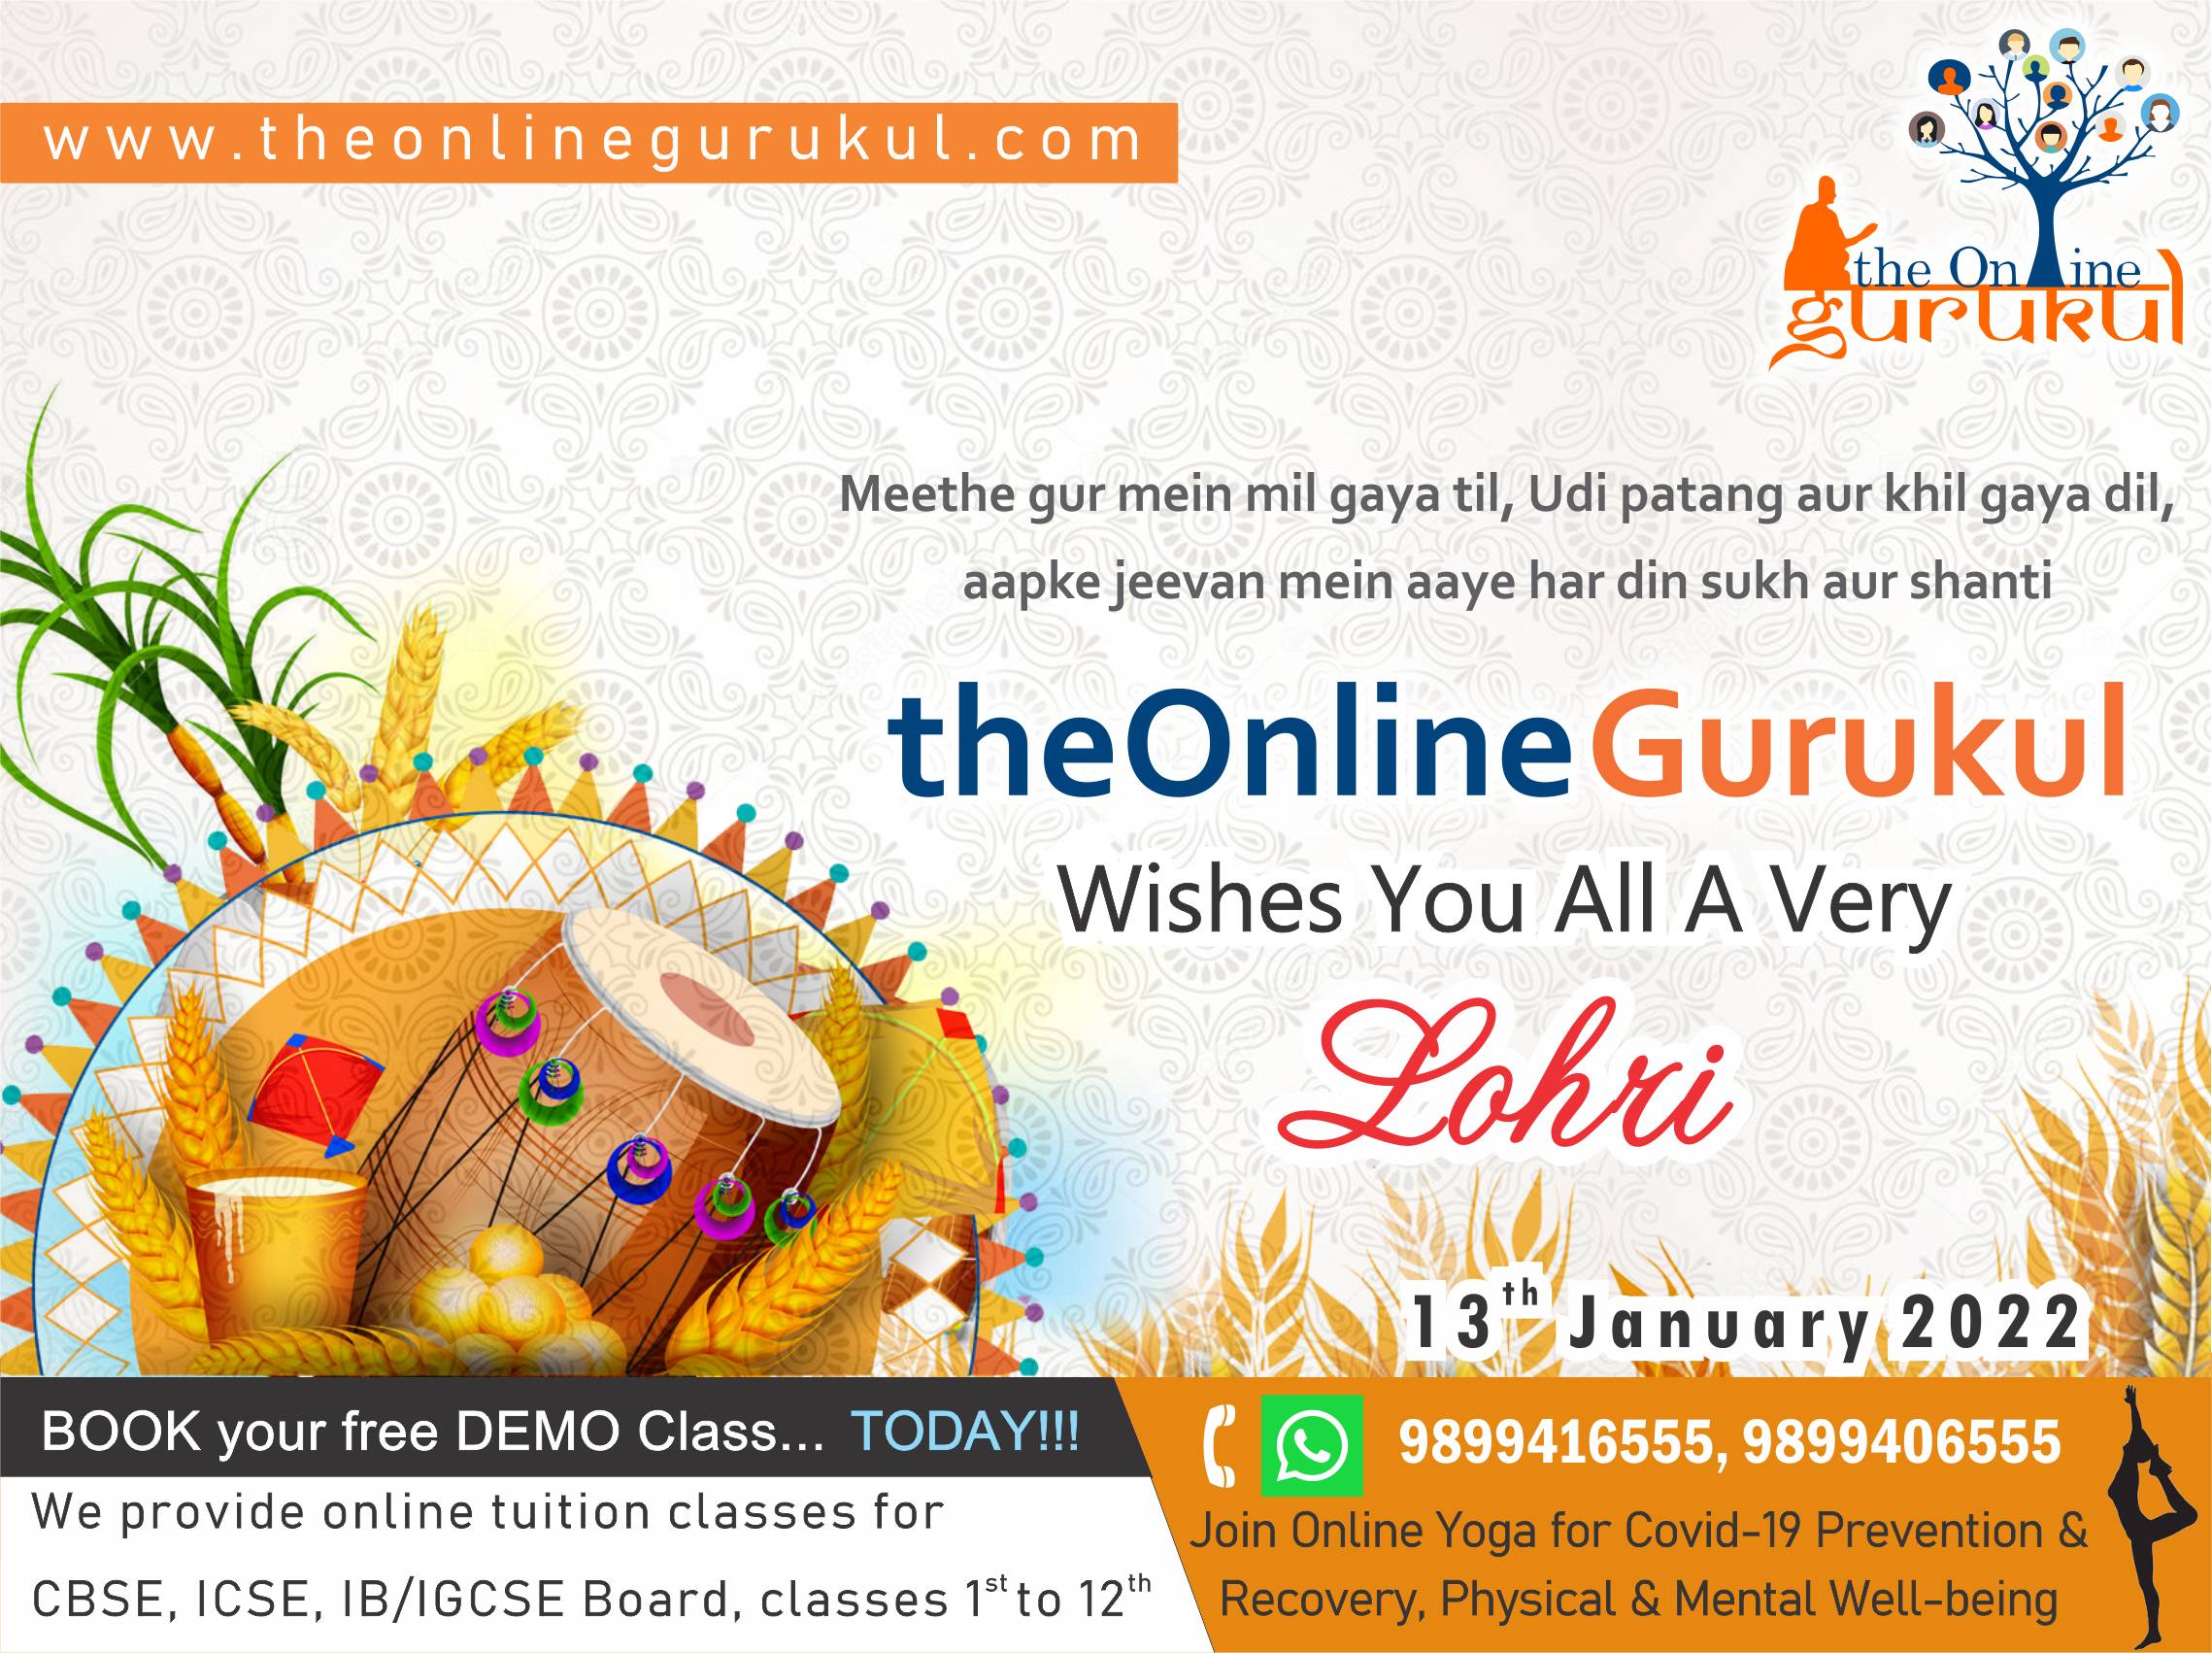 www.theonlinegurukul.com
the Online
gurukul
Meethe gur mein mil gaya til, Udi patang aur khil gaya dil,
aapke jeevan mein aaye har din sukh aur shanti
theOnlineGurukul
Wishes You All A Very
Lohri
13th January 2022
BOOK your free DEMO Class... TODAY!!!
We provide online tuition classes for
CBSE, ICSE, IB/IGCSE Board, classes 1st to 12th
9899416555, 9899406555
Join Online Yoga for Covid-19 Prevention &
Recovery, Physical & Mental Well-being